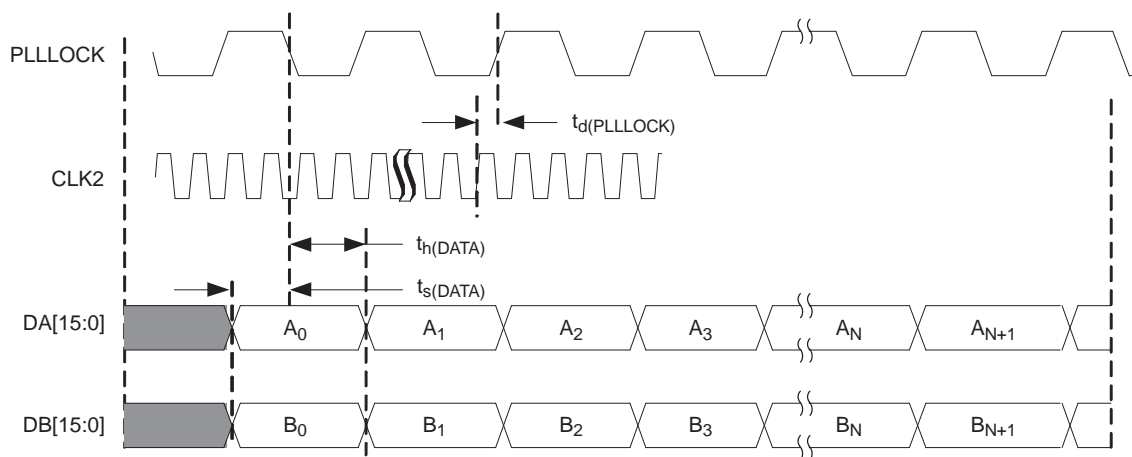 PLLLOCK
t_d(PLLLOCK)
CLK2
t_h(DATA)
t_s(DATA)
DA[15:0] A_0 A_1 A_2 A_3 A_N A_N+1
DB[15:0] B_0 B_1 B_2 B_3 B_N B_N+1